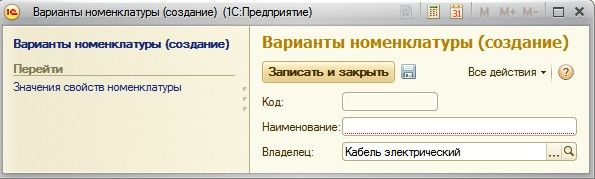 Варианты номенклатуры (создание) (1С:Предприятие)
M M+ M-
Варианты номенклатуры (создание)
Перейти
Значения свойств номенклатуры
Варианты номенклатуры (создание)
Записать и закрыть
Все действия
Код:
Наименование:
Владелец: Кабель электрический ...